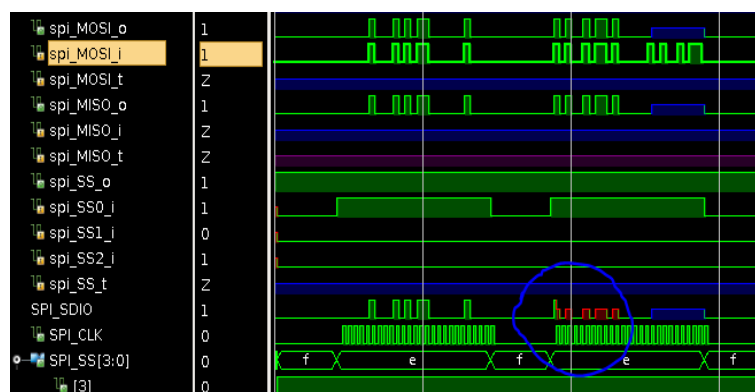 spi_MOSI_o 1
spi_MOSI_i 1
spi_MOSI_t Z
spi_MISO_o 1
spi_MISO_i Z
spi_MISO_t Z
spi_SS_o 1
spi_SS0_i 1
spi_SS1_i 0
spi_SS2_i 1
spi_SS_t Z
SPI_SDIO 1
SPI_CLK 0
SPI_SS[3:0] 0 f e f e f
[3] 0